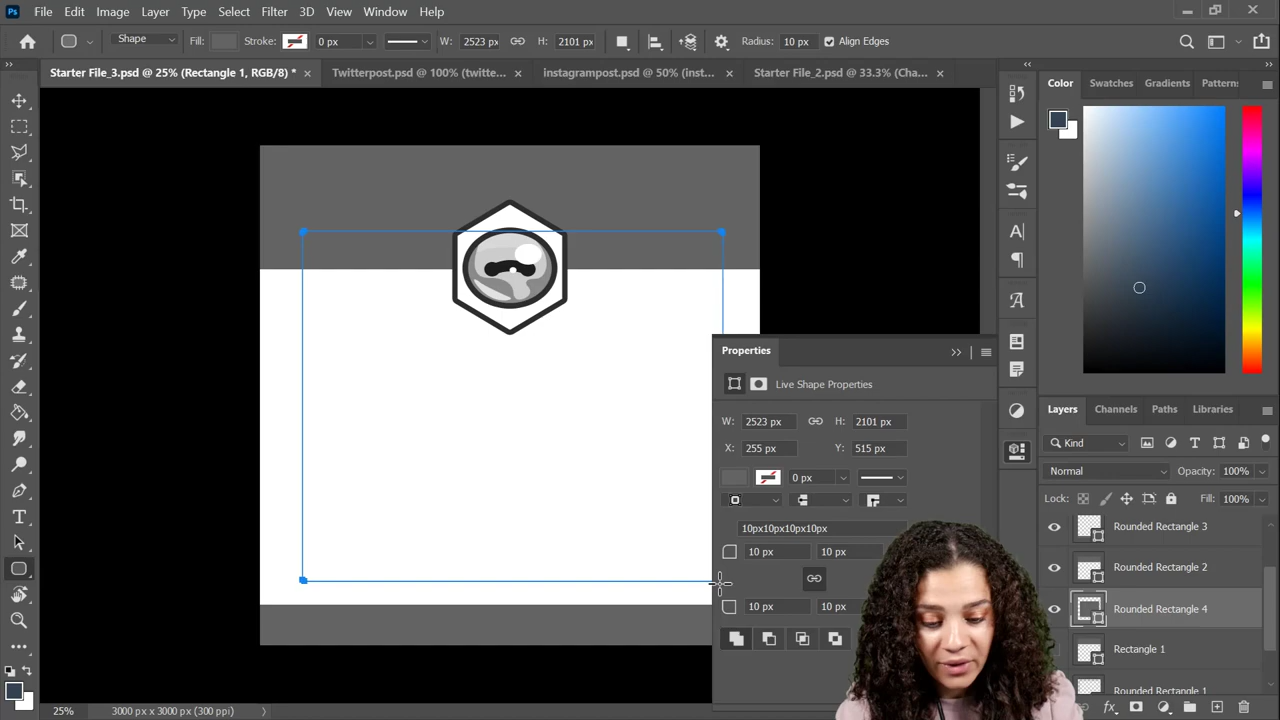 Ps File Edit Image Layer Type Select Filter 3D View Window Help
Shape Fill: Stroke: 0 px W: 2523 px H: 2101 px Radius: 10 px Align Edges
Starter File_3.psd @ 25% (Rectangle 1, RGB/8) * × Twitterpost.psd @ 100% (twitte... × instagrampost.psd @ 50% (inst... × Starter File_2.psd @ 33.3% (Cha... ×
Color Swatches Gradients Patterns
Properties
Live Shape Properties
W: 2523 px H: 2101 px
X: 255 px Y: 515 px
0 px
10px10px10px10px
10 px 10 px
10 px 10 px
Layers Channels Paths Libraries
Kind
Normal Opacity: 100%
Lock: Fill: 100%
Rounded Rectangle 3
Rounded Rectangle 2
Rounded Rectangle 4
Rectangle 1
Rounded Rectangle 1
fx
25% 3000 px x 3000 px (300 ppi)